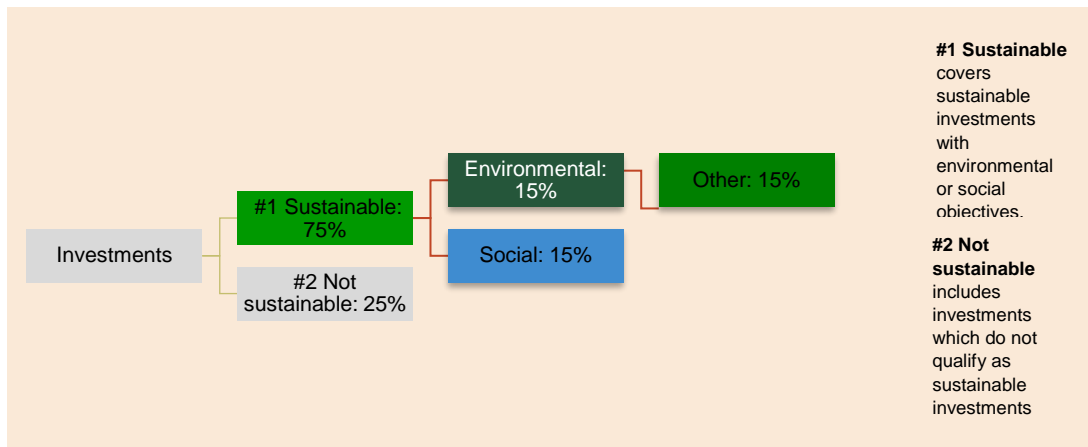 Investments
#1 Sustainable:
75%
#2 Not
sustainable: 25%
Environmental:
15%
Social: 15%
Other: 15%
#1 Sustainable
covers
sustainable
investments
with
environmental
or social
objectives.
#2 Not
sustainable
includes
investments
which do not
qualify as
sustainable
investments